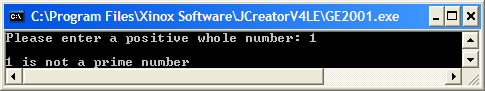 C:\Program Files\Xinox Software\JCreatorV4LE\GE2001.exe
Please enter a positive whole number: 1
1 is not a prime number